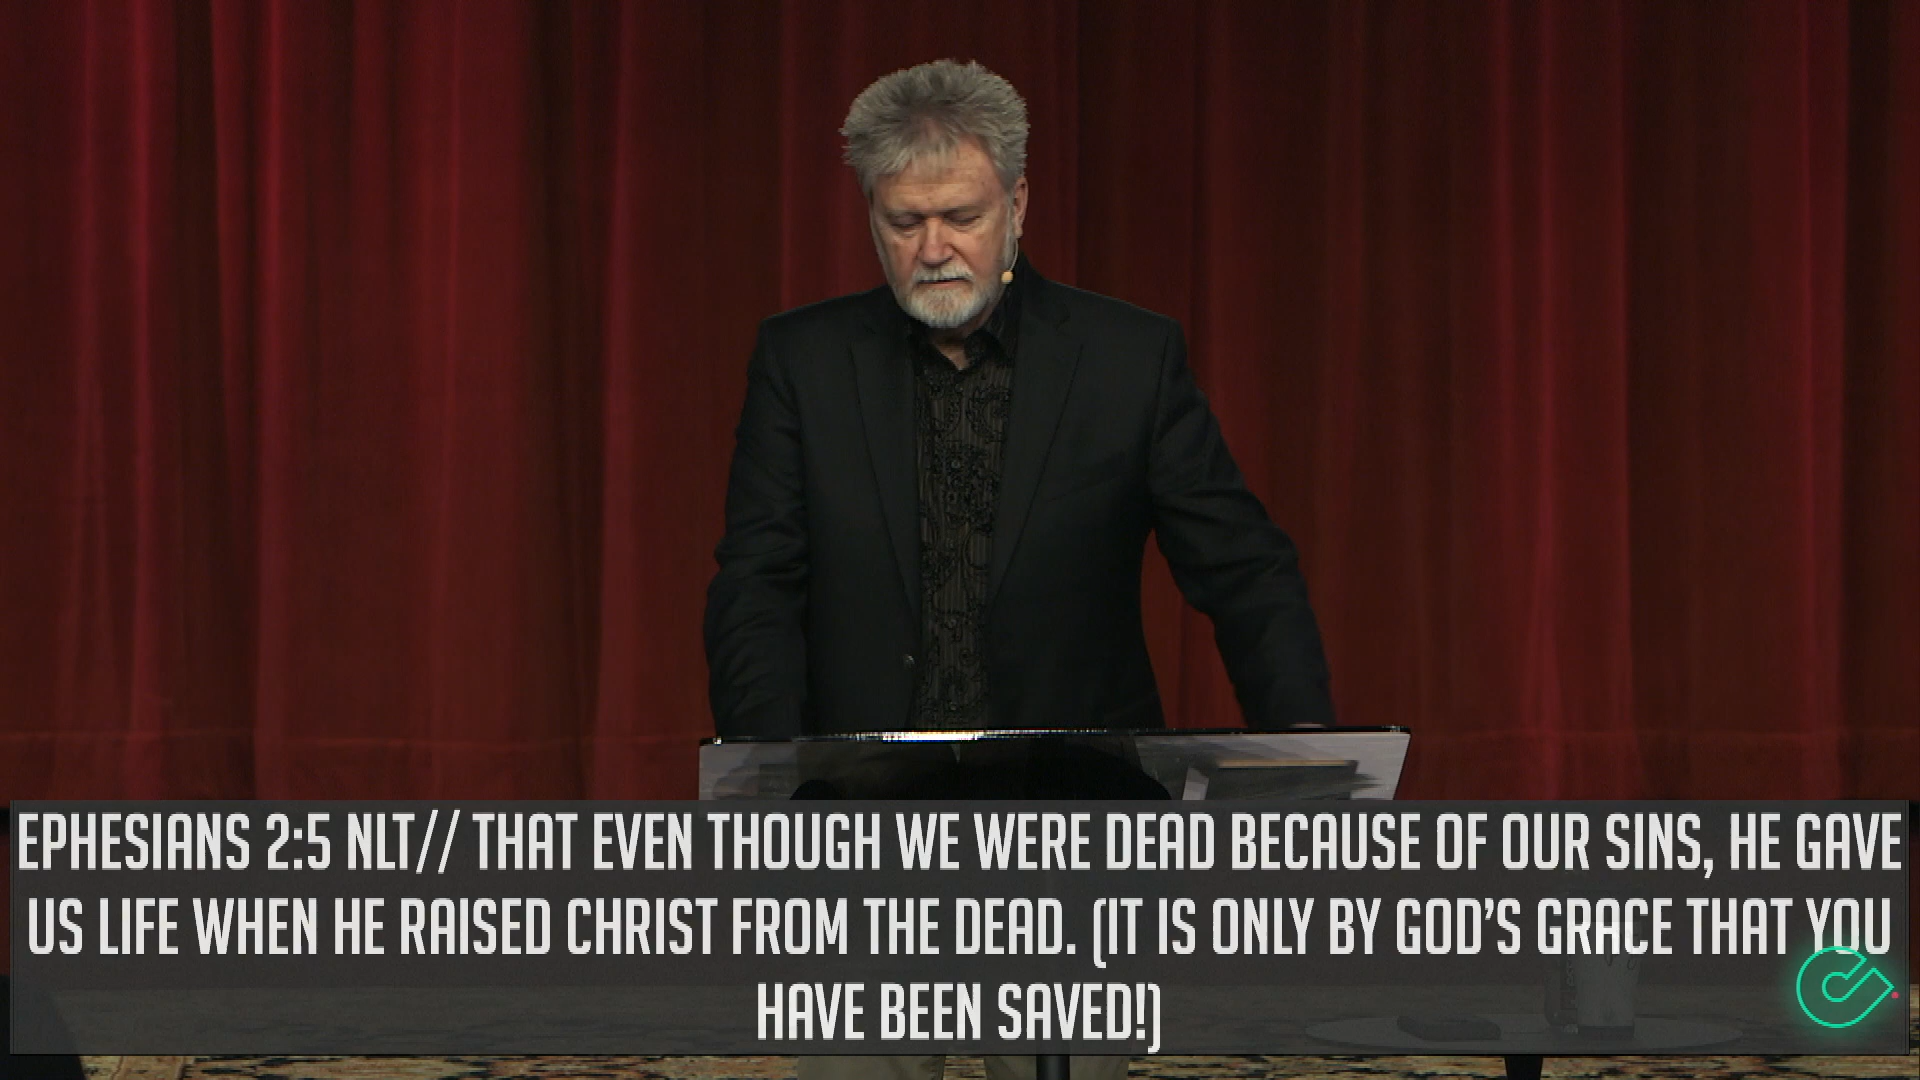 EPHESIANS 2:5 NLT// THAT EVEN THOUGH WE WERE DEAD BECAUSE OF OUR SINS, HE GAVE
US LIFE WHEN HE RAISED CHRIST FROM THE DEAD. (IT IS ONLY BY GOD’S GRACE THAT YOU
HAVE BEEN SAVED!)